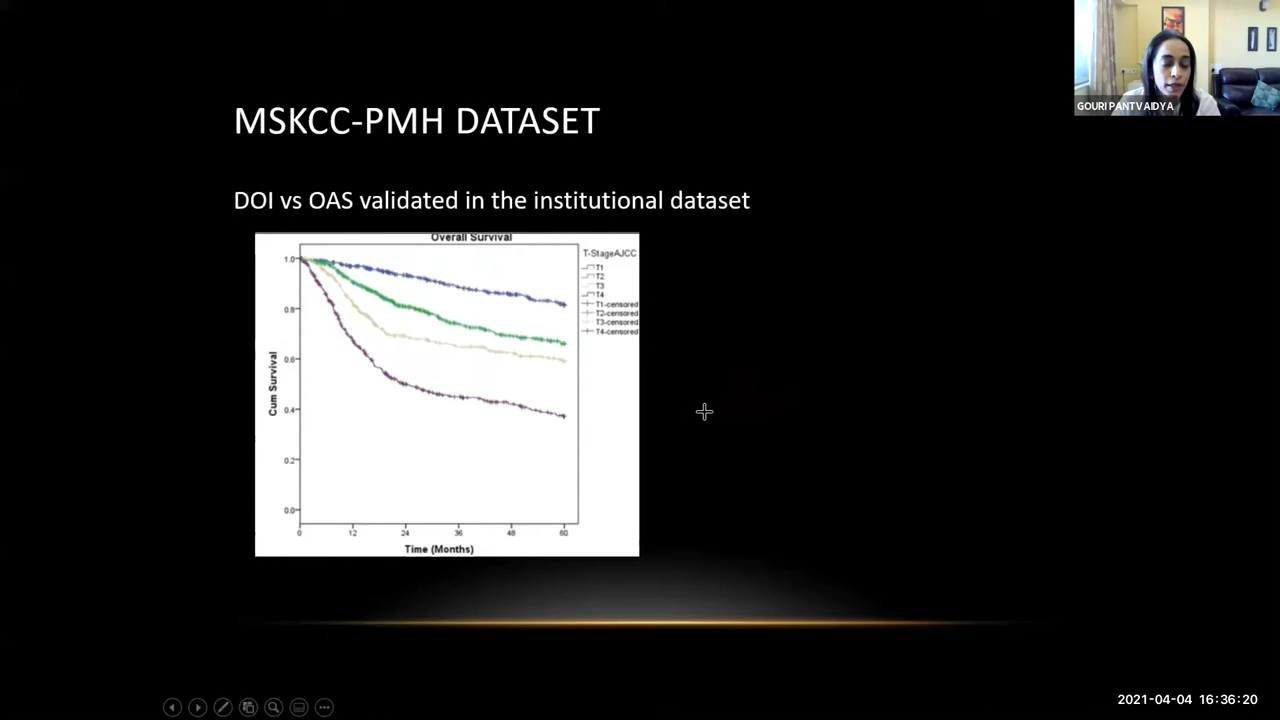 GOURI PANTVAIDYA
MSKCC-PMH DATASET
DOI vs OAS validated in the institutional dataset
Overall Survival
T-StageAJCC
T1
T2
T3
T4
T1-censored
T2-censored
T3-censored
T4-censored
1.0
0.8
0.6
0.4
0.2
0.0
Cum Survival
0 12 24 36 48 60
Time (Months)
2021-04-04 16:36:20